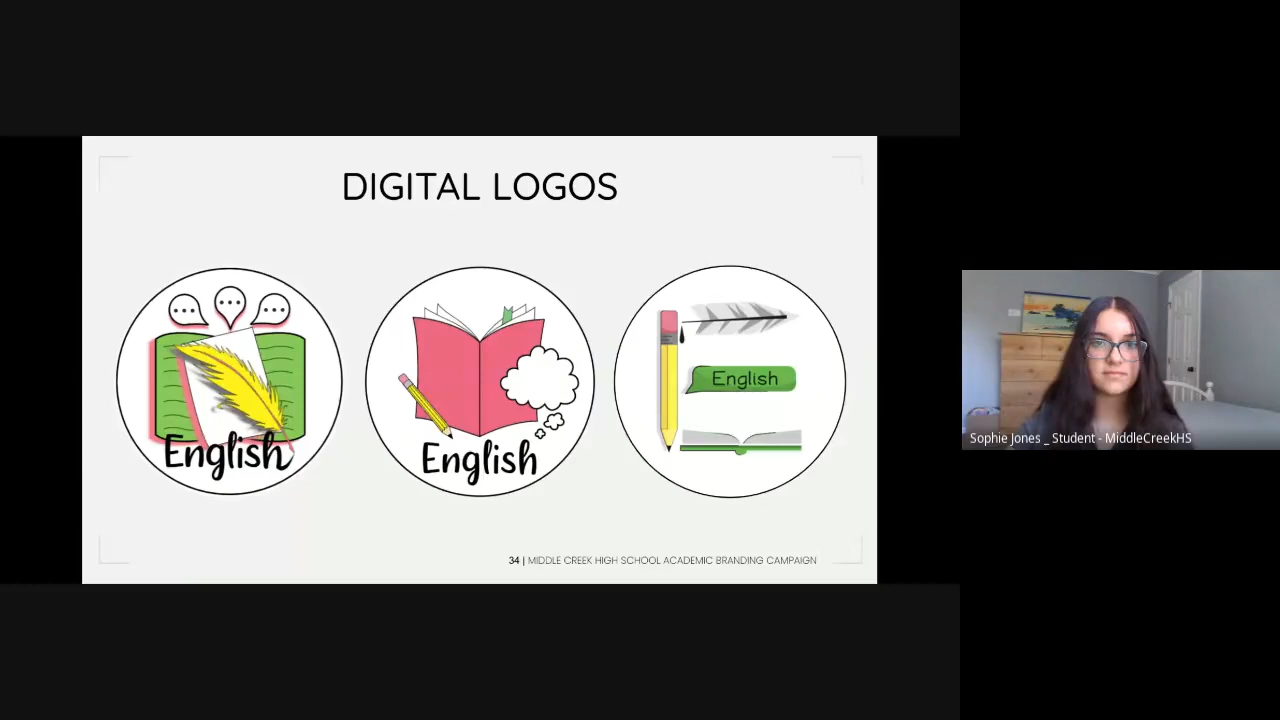 DIGITAL LOGOS
English
English
English
34 | MIDDLE CREEK HIGH SCHOOL ACADEMIC BRANDING CAMPAIGN
Sophie Jones _ Student - MiddleCreekHS